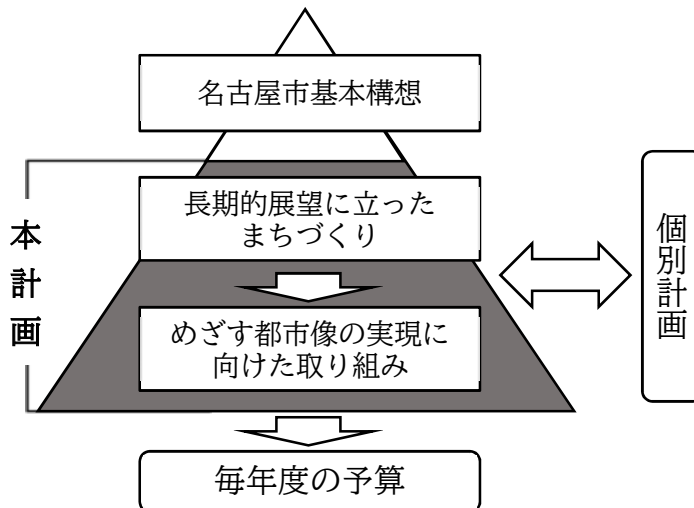 名古屋市基本構想
長期的展望に立った
まちづくり
めざす都市像の実現に
向けた取り組み
毎年度の予算
本計画
個別計画